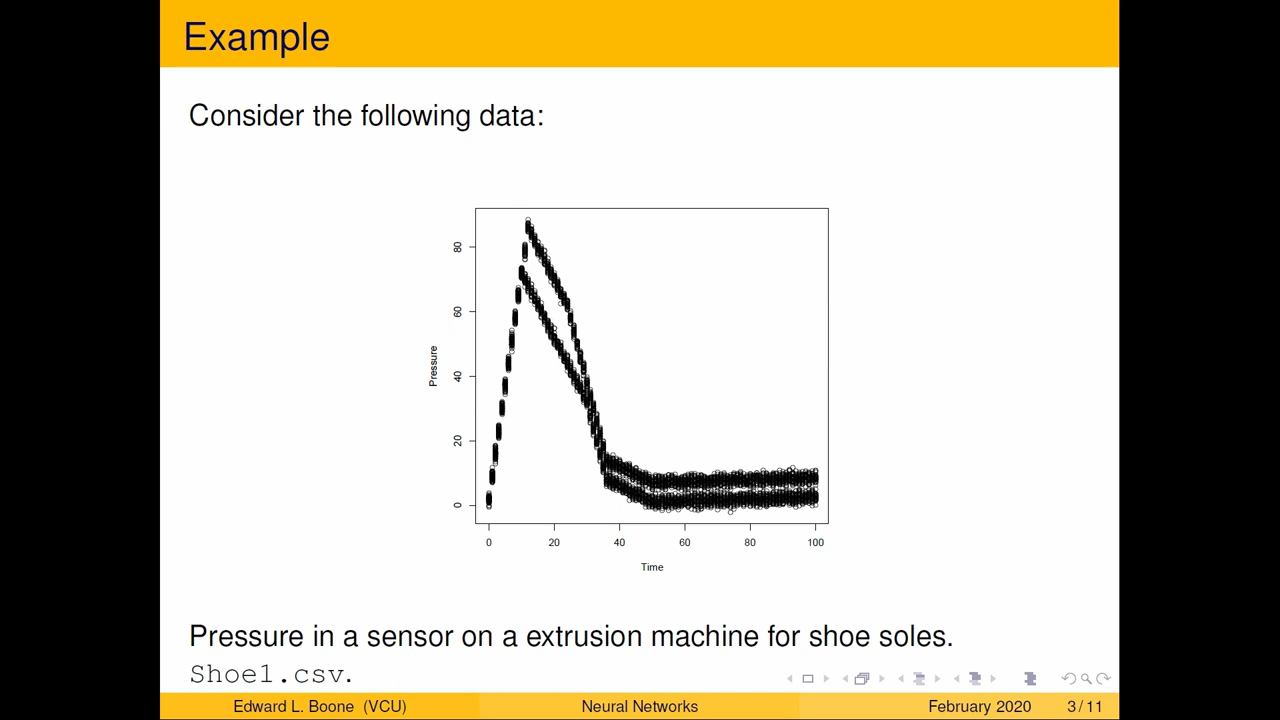 Example
Consider the following data:
80
60
40
20
0
Pressure
0 20 40 60 80 100
Time
Pressure in a sensor on a extrusion machine for shoe soles.
Shoe1.csv.
Edward L. Boone (VCU) Neural Networks February 2020 3 / 11